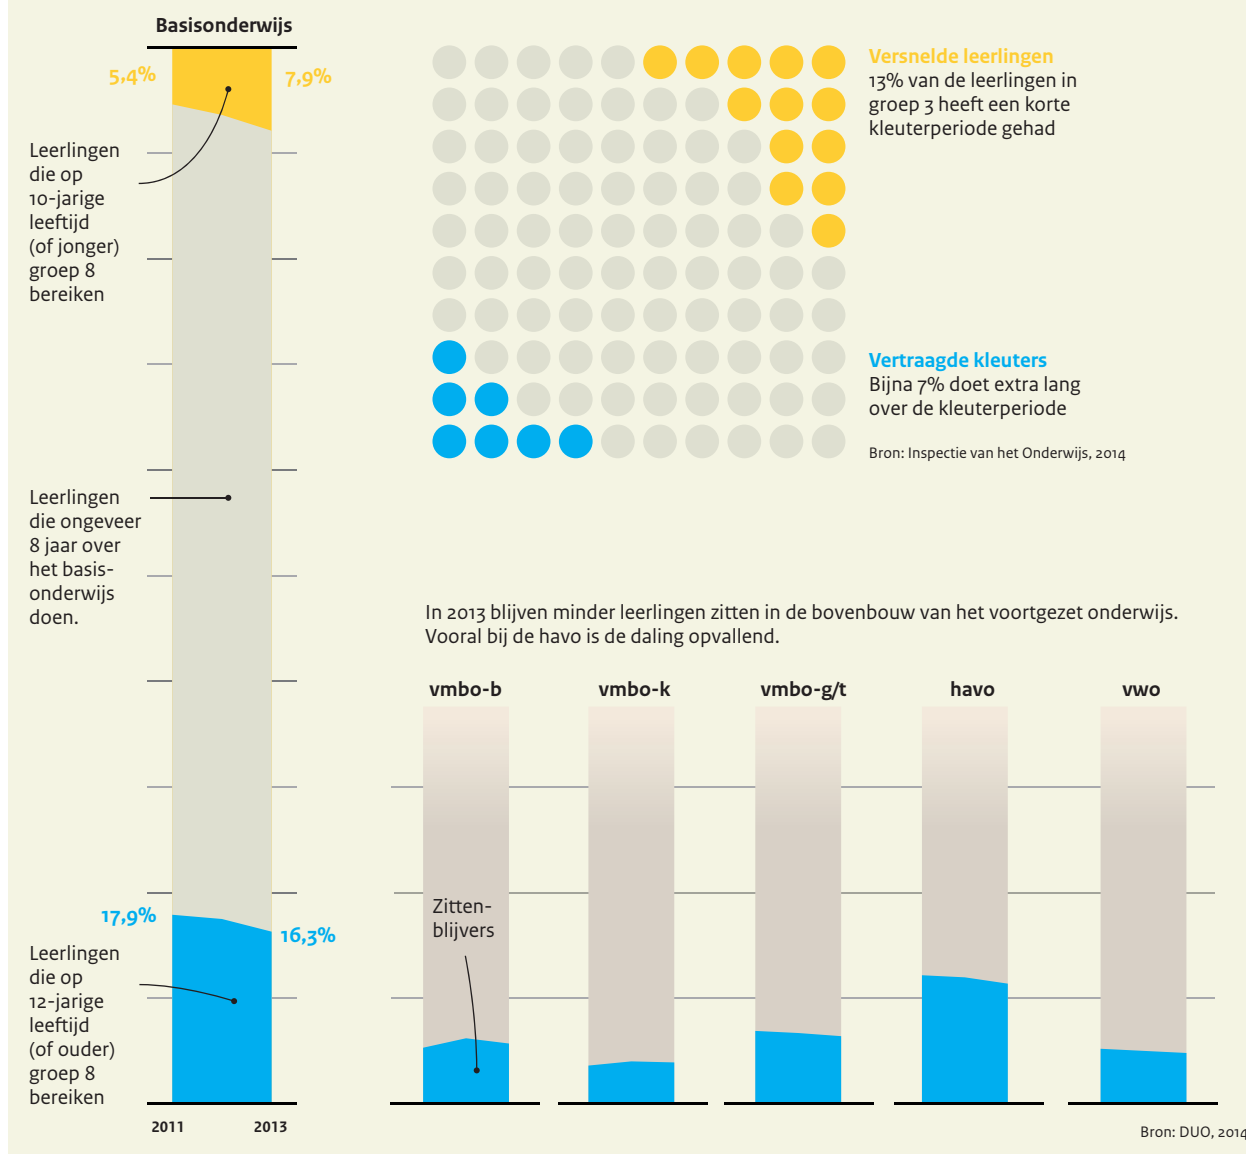 Basisonderwijs
5,4%
7,9%
Leerlingen
die op
10-jarige
leeftijd
(of jonger)
groep 8
bereiken
Leerlingen
die ongeveer
8 jaar over
het basis-
onderwijs
doen.
17,9%
16,3%
Leerlingen
die op
12-jarige
leeftijd
(of ouder)
groep 8
bereiken
2011
2013
Versnelde leerlingen
13% van de leerlingen in
groep 3 heeft een korte
kleuterperiode gehad
Vertraagde kleuters
Bijna 7% doet extra lang
over de kleuterperiode
Bron: Inspectie van het Onderwijs, 2014
In 2013 blijven minder leerlingen zitten in de bovenbouw van het voortgezet onderwijs.
Vooral bij de havo is de daling opvallend.
vmbo-b
vmbo-k
vmbo-g/t
havo
vwo
Zitten-
blijvers
Bron: DUO, 2014